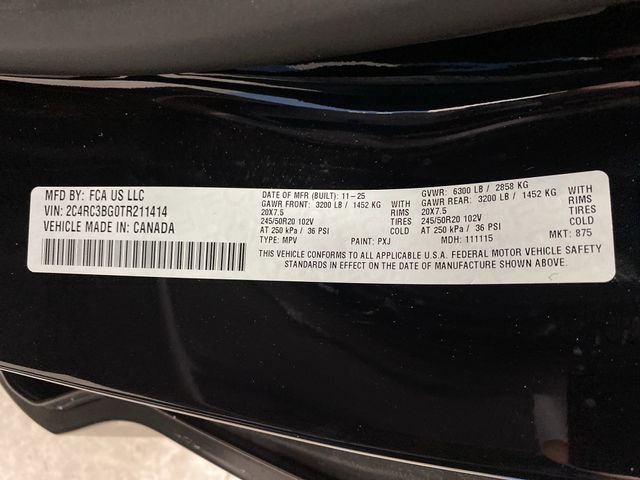 MFD BY: FCA US LLC
VIN: 2C4RC3BG0TR211414
VEHICLE MADE IN: CANADA
DATE OF MFR (BUILT): 11-25
GAWR FRONT: 3200 LB / 1452 KG
20X7.5 RIMS
245/50R20 102V TIRES
AT 250 kPa / 36 PSI COLD
TYPE: MPV PAINT: PXJ
GVWR: 6300 LB / 2858 KG
GAWR REAR: 3200 LB / 1452 KG
20X7.5 RIMS
245/50R20 102V TIRES
AT 250 kPa / 36 PSI COLD
MDH: 111115 MKT: 875
THIS VEHICLE CONFORMS TO ALL APPLICABLE U.S.A. FEDERAL MOTOR VEHICLE SAFETY
STANDARDS IN EFFECT ON THE DATE OF MANUFACTURE SHOWN ABOVE.